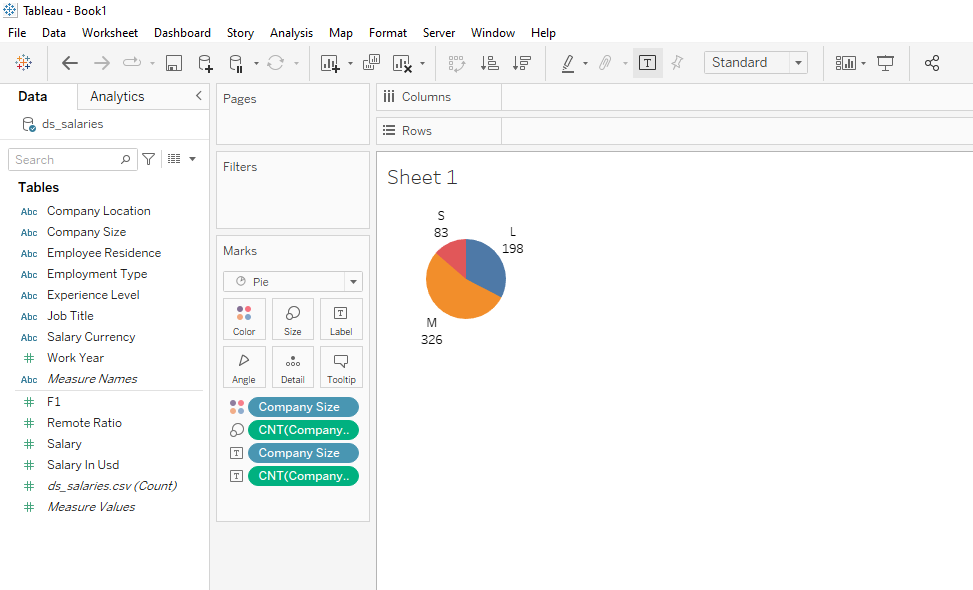 Tableau - Book1
File Data Worksheet Dashboard Story Analysis Map Format Server Window Help
Standard
Data Analytics
ds_salaries
Search
Tables
Abc Company Location
Abc Company Size
Abc Employee Residence
Abc Employment Type
Abc Experience Level
Abc Job Title
Abc Salary Currency
# Work Year
Abc Measure Names
# F1
# Remote Ratio
# Salary
# Salary In Usd
# ds_salaries.csv (Count)
# Measure Values
Pages
Filters
Marks
Pie
Color Size Label
Angle Detail Tooltip
Company Size
CNT(Company..
Company Size
CNT(Company..
Columns
Rows
Sheet 1
S
83
L
198
M
326